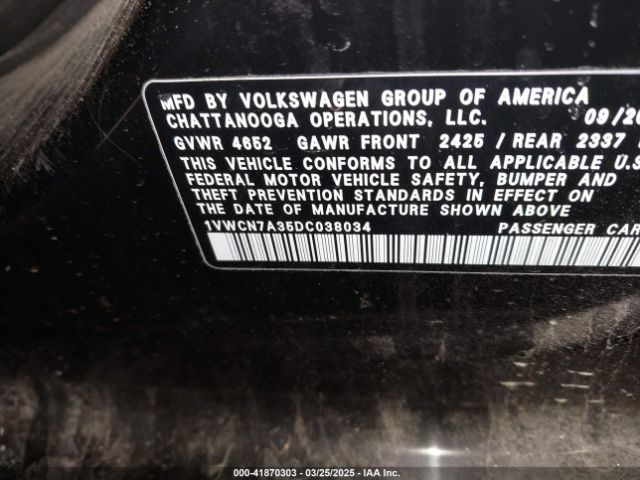 MFD BY VOLKSWAGEN GROUP OF AMERICA
CHATTANOOGA OPERATIONS, LLC. 09/20
GVWR 4652 GAWR FRONT 2425 / REAR 2337
THIS VEHICLE CONFORMS TO ALL APPLICABLE U.S
FEDERAL MOTOR VEHICLE SAFETY, BUMPER AND
THEFT PREVENTION STANDARDS IN EFFECT ON
THE DATE OF MANUFACTURE SHOWN ABOVE
1VWCN7A35DC038034 PASSENGER CAR
000-41870303 | 03/25/2025 - IAA Inc.